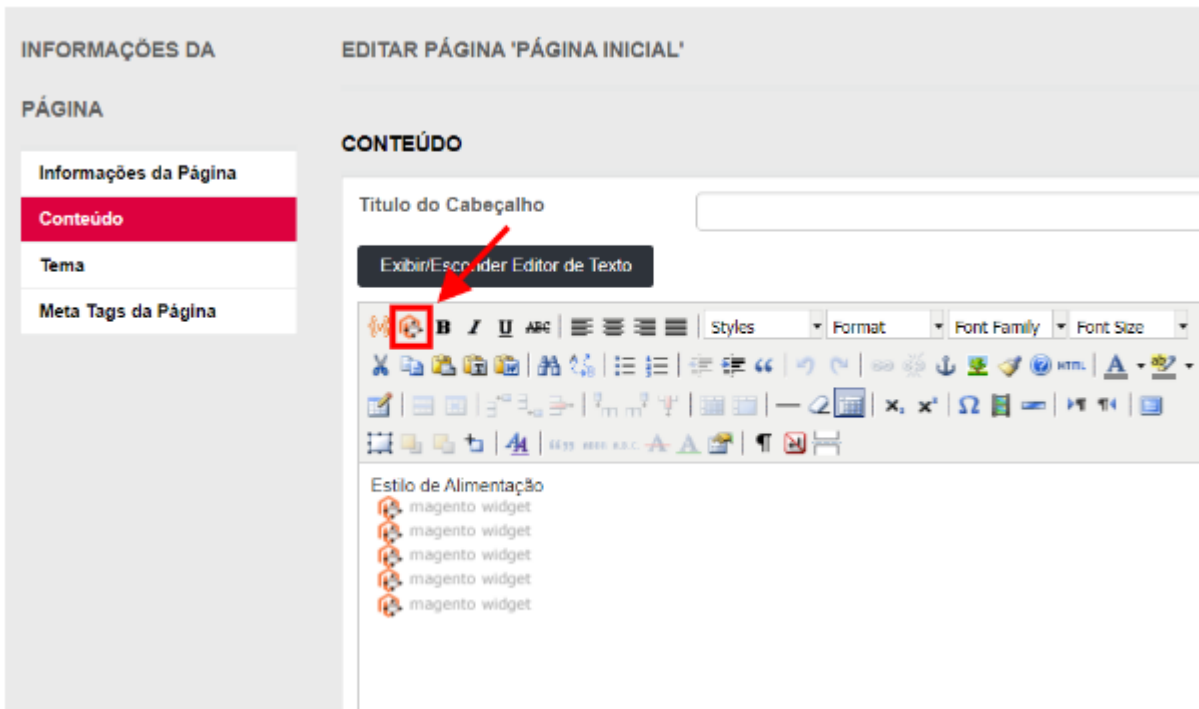 INFORMAÇÕES DA
PÁGINA
Informações da Página
Conteúdo
Tema
Meta Tags da Página
EDITAR PÁGINA 'PÁGINA INICIAL'
CONTEÚDO
Título do Cabeçalho
Exibir/Esconder Editor de Texto
B I U ABC Styles Format Font Family Font Size
HTML A
Estilo de Alimentação
magento widget
magento widget
magento widget
magento widget
magento widget